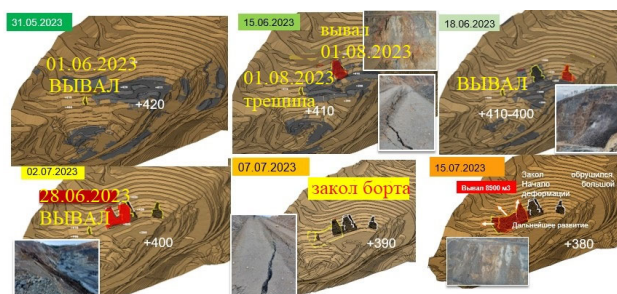 31.05.2023
01.06.2023
ВЫВАЛ
+420
15.06.2023
вывал
01-08.2023
01.08.2023
трещина
+410
18.06.2023
ВЫВАЛ
+410-400
02.07.2023
28.06.2023
ВЫВАЛ
+400
07.07.2023
закол борта
+390
15.07.2023
Вывал 8500 м3
Закол обрушился.
Начало большой
деформации
Дальнейшее развитие
+380